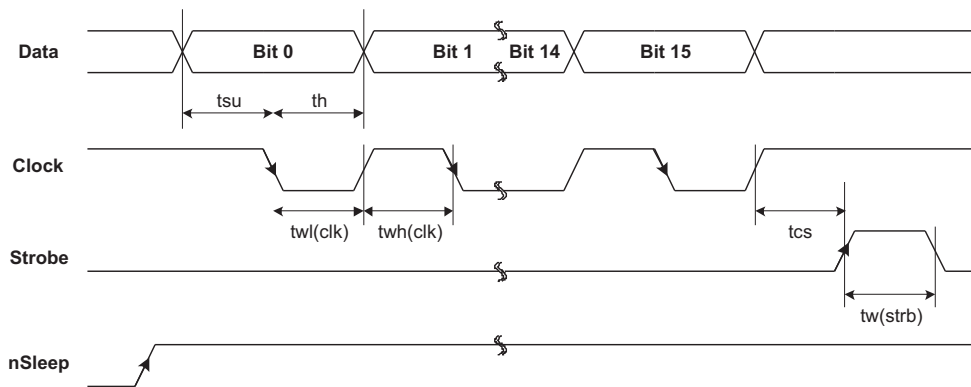 Data
Bit 0
Bit 1
Bit 14
Bit 15
tsu
th
Clock
twl(clk)
twh(clk)
tcs
Strobe
tw(strb)
nSleep